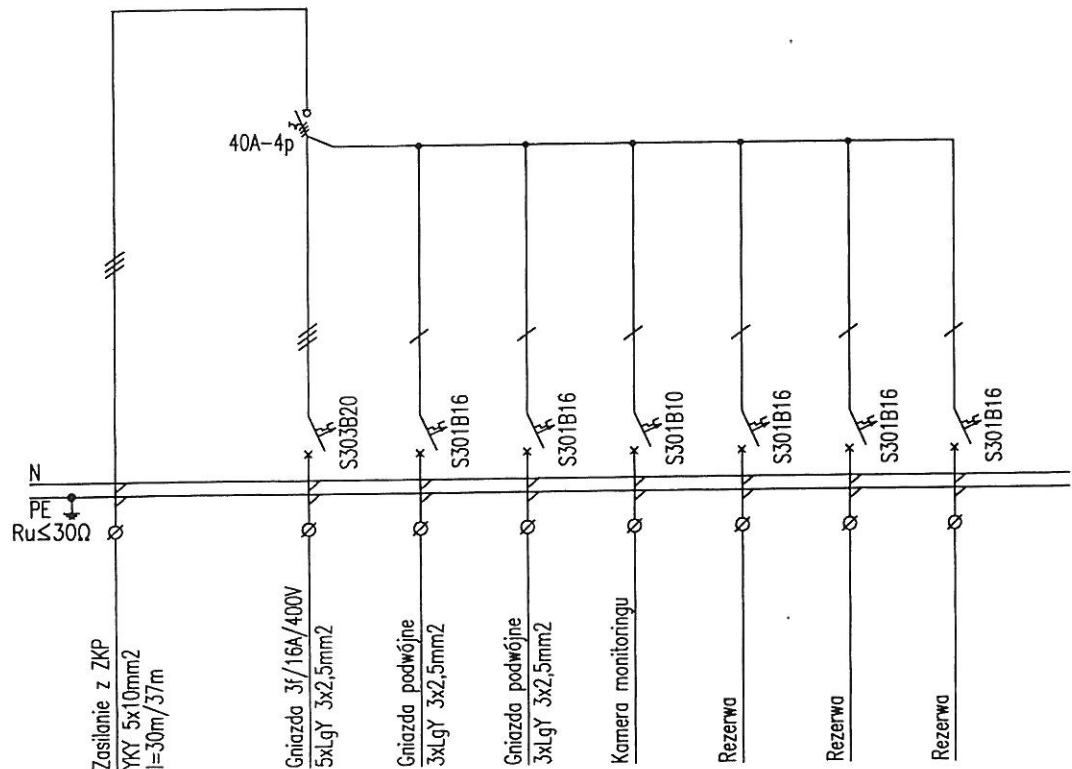 40A-4p
3
S303B20
S301B16
S301B16
S301B10
S301B16
S301B16
S301B16
N
PE
Ru≤30Ω
Zasilanie z ZKP
YKY 5x10mm2
l=30m/37m
Gniazda 3f/16A/400V
5xLgY 3x2,5mm2
Gniazda podwójne
3xLgY 3x2,5mm2
Gniazda podwójne
3xLgY 3x2,5mm2
Kamera monitoringu
Rezerwa
Rezerwa
Rezerwa